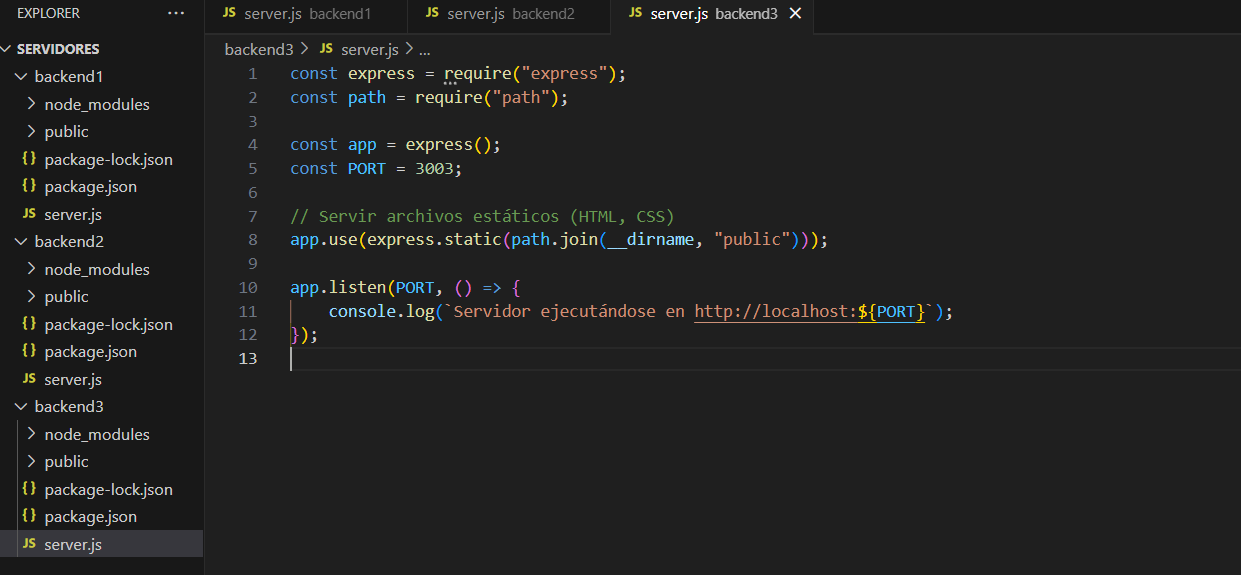 EXPLORER ...
JS server.js backend1
JS server.js backend2
JS server.js backend3
SERVIDORES
backend1
node_modules
public
{} package-lock.json
{} package.json
JS server.js
backend2
node_modules
public
{} package-lock.json
{} package.json
JS server.js
backend3
node_modules
public
{} package-lock.json
{} package.json
JS server.js
backend3 > JS server.js > ...
1 const express = require("express");
2 const path = require("path");
3
4 const app = express();
5 const PORT = 3003;
6
7 // Servir archivos estáticos (HTML, CSS)
8 app.use(express.static(path.join(__dirname, "public")));
9
10 app.listen(PORT, () => {
11     console.log(`Servidor ejecutándose en http://localhost:${PORT}`);
12 });
13